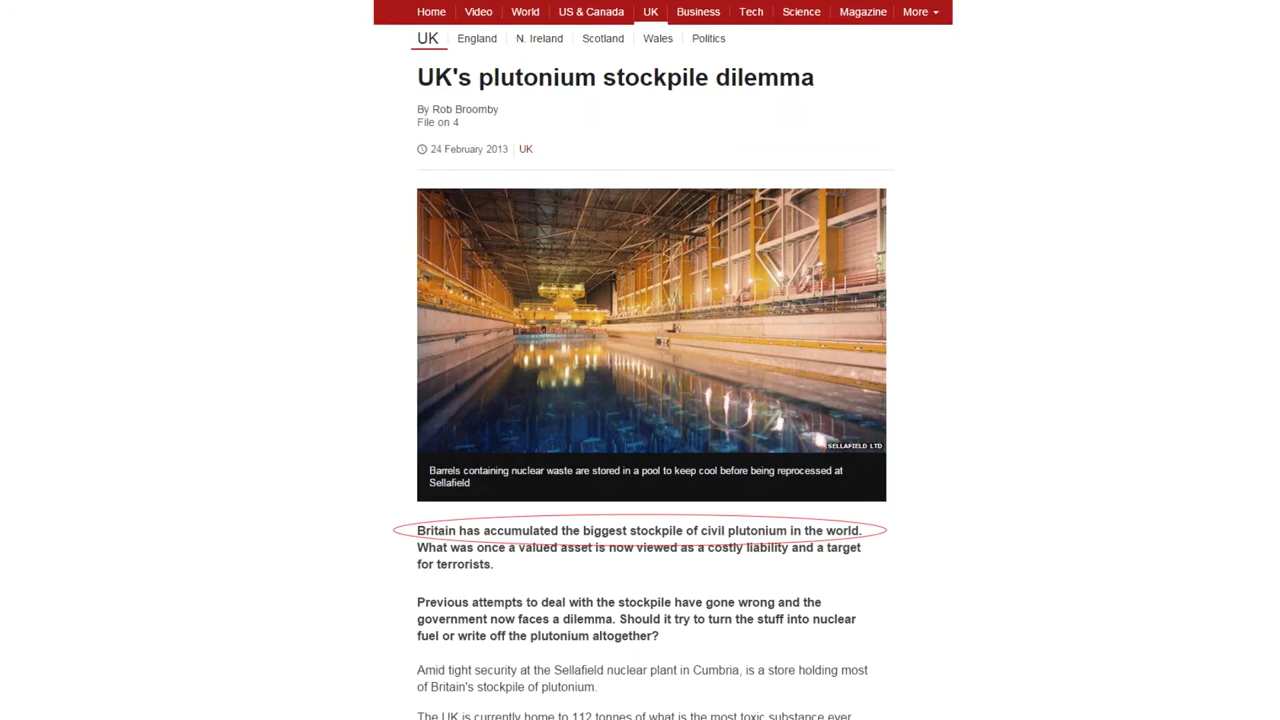 Home Video World US & Canada UK Business Tech Science Magazine More
UK England N. Ireland Scotland Wales Politics
UK's plutonium stockpile dilemma
By Rob Broomby
File on 4
24 February 2013 UK
SELLAFIELD LTD
Barrels containing nuclear waste are stored in a pool to keep cool before being reprocessed at
Sellafield
Britain has accumulated the biggest stockpile of civil plutonium in the world.
What was once a valued asset is now viewed as a costly liability and a target
for terrorists.
Previous attempts to deal with the stockpile have gone wrong and the
government now faces a dilemma. Should it try to turn the stuff into nuclear
fuel or write off the plutonium altogether?
Amid tight security at the Sellafield nuclear plant in Cumbria, is a store holding most
of Britain's stockpile of plutonium.
The UK is currently home to 112 tonnes of what is the most toxic substance ever